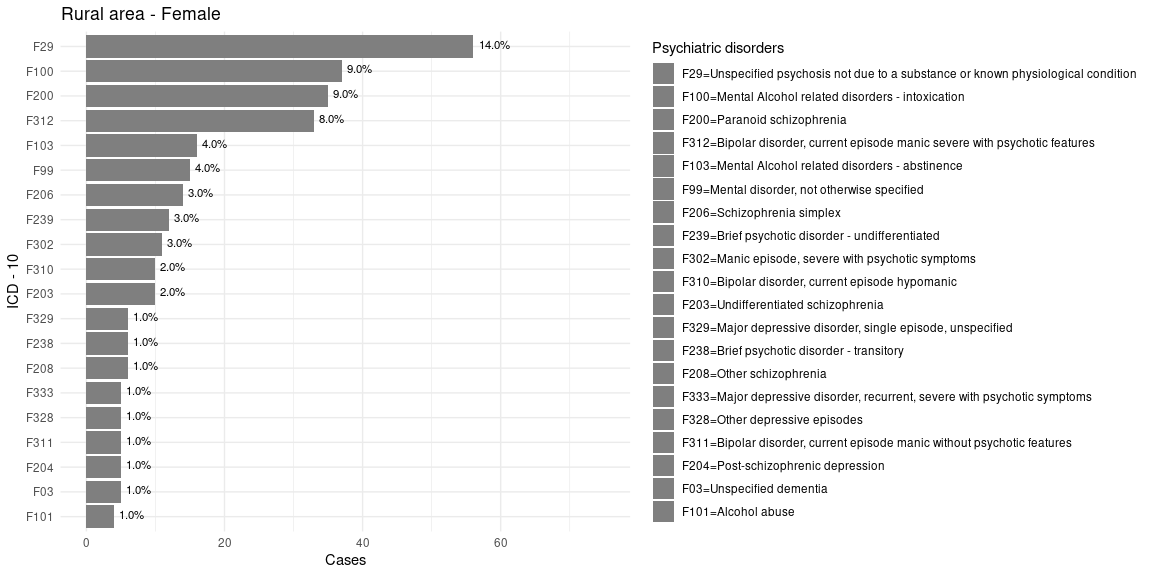 Rural area - Female
ICD - 10
F29
14.0%
F100
9.0%
F200
9.0%
F312
8.0%
F103
4.0%
F99
4.0%
F206
3.0%
F239
3.0%
F302
3.0%
F310
2.0%
F203
2.0%
F329
1.0%
F238
1.0%
F208
1.0%
F333
1.0%
F328
1.0%
F311
1.0%
F204
1.0%
F03
1.0%
F101
1.0%
0
20
40
60
Cases
Psychiatric disorders
F29=Unspecified psychosis not due to a substance or known physiological condition
F100=Mental Alcohol related disorders - intoxication
F200=Paranoid schizophrenia
F312=Bipolar disorder, current episode manic severe with psychotic features
F103=Mental Alcohol related disorders - abstinence
F99=Mental disorder, not otherwise specified
F206=Schizophrenia simplex
F239=Brief psychotic disorder - undifferentiated
F302=Manic episode, severe with psychotic symptoms
F310=Bipolar disorder, current episode hypomanic
F203=Undifferentiated schizophrenia
F329=Major depressive disorder, single episode, unspecified
F238=Brief psychotic disorder - transitory
F208=Other schizophrenia
F333=Major depressive disorder, recurrent, severe with psychotic symptoms
F328=Other depressive episodes
F311=Bipolar disorder, current episode manic without psychotic features
F204=Post-schizophrenic depression
F03=Unspecified dementia
F101=Alcohol abuse